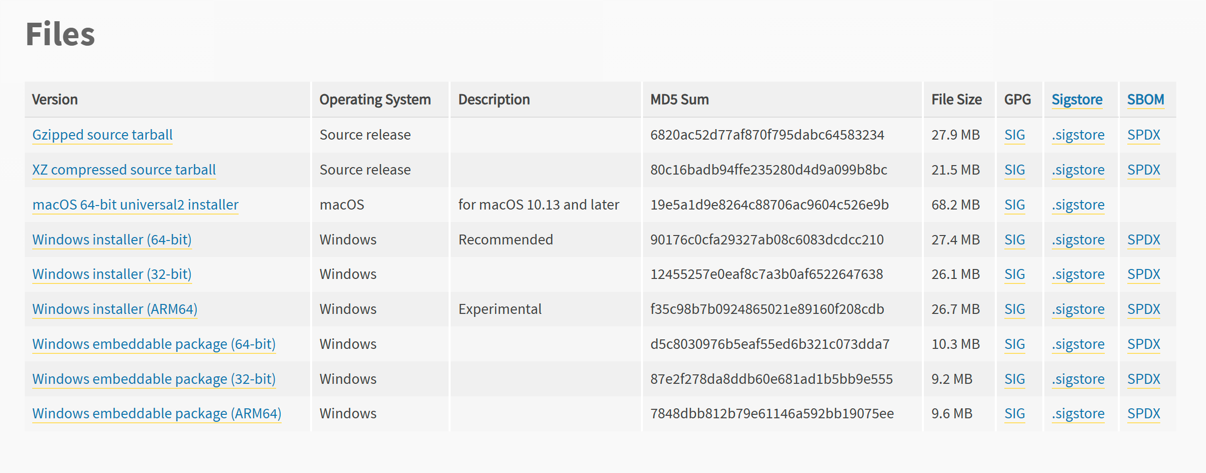 Files
Version Operating System Description MD5 Sum File Size GPG Sigstore SBOM
Gzipped source tarball Source release 6820ac52d77af870f795dabc64583234 27.9 MB SIG .sigstore SPDX
XZ compressed source tarball Source release 80c16badb94ffe235280d4d9a099b8bc 21.5 MB SIG .sigstore SPDX
macOS 64-bit universal2 installer macOS for macOS 10.13 and later 19e5a1d9e8264c88706ac9604c526e9b 68.2 MB SIG .sigstore
Windows installer (64-bit) Windows Recommended 90176c0cfa29327ab08c6083dcdcc210 27.4 MB SIG .sigstore SPDX
Windows installer (32-bit) Windows 12455257e0eaf8c7a3b0af6522647638 26.1 MB SIG .sigstore SPDX
Windows installer (ARM64) Windows Experimental f35c98b7b0924865021e89160f208cdb 26.7 MB SIG .sigstore SPDX
Windows embeddable package (64-bit) Windows d5c8030976b5eaf55ed6b321c073dda7 10.3 MB SIG .sigstore SPDX
Windows embeddable package (32-bit) Windows 87e2f278da8ddb60e681ad1b5bb9e555 9.2 MB SIG .sigstore SPDX
Windows embeddable package (ARM64) Windows 7848dbb812b79e61146a592bb19075ee 9.6 MB SIG .sigstore SPDX